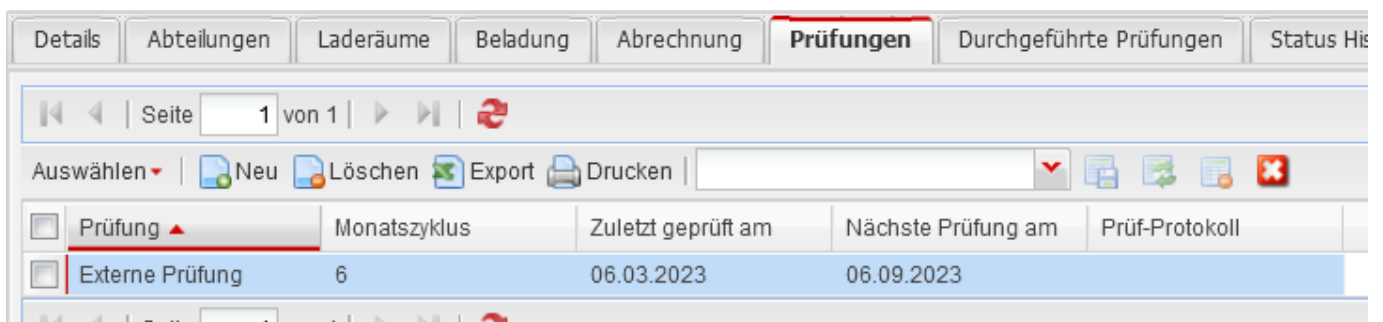 Details Abteilungen Laderäume Beladung Abrechnung Prüfungen Durchgeführte Prüfungen Status His
Seite 1 von 1
Auswählen Neu Löschen Export Drucken
Prüfung Monatszyklus Zuletzt geprüft am Nächste Prüfung am Prüf-Protokoll
Externe Prüfung 6 06.03.2023 06.09.2023